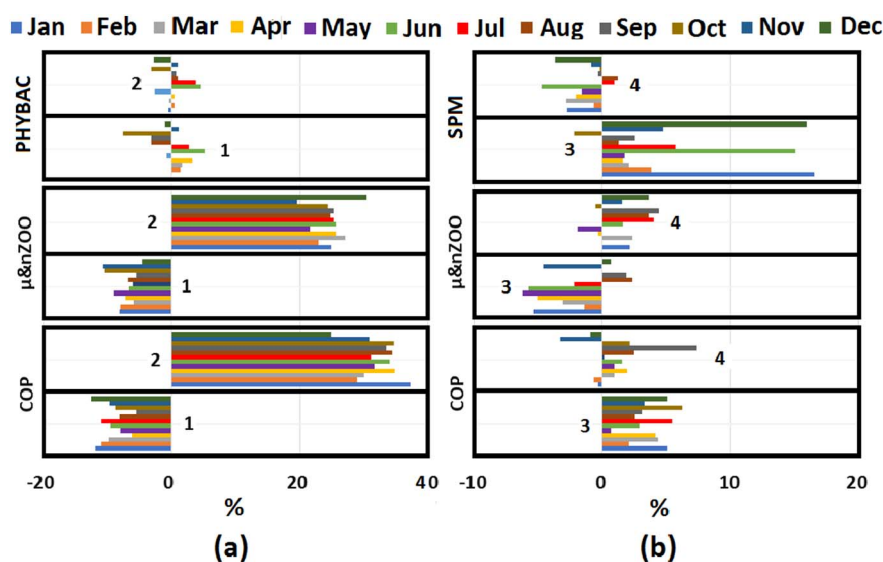 Jan Feb Mar Apr May Jun Jul Aug Sep Oct Nov Dec
PHYBAC
2
1
µ&nZOO
2
1
COP
2
1
-20 0 20 40
%
(a)
SPM
4
3
µ&nZOO
4
3
COP
4
3
-10 0 10 20
%
(b)